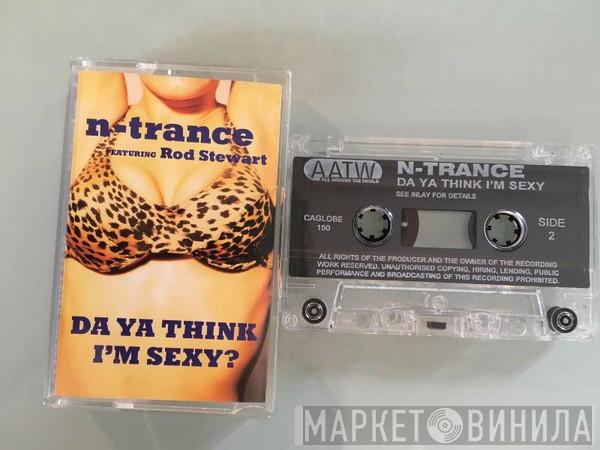 n-trance
FEATURING Rod Stewart
DA YA THINK
I'M SEXY?
AATW
ALL AROUND THE WORLD
N-TRANCE
DA YA THINK I'M SEXY
SEE INLAY FOR DETAILS
CAGLOBE
150
SIDE
2
ALL RIGHTS OF THE PRODUCER AND THE OWNER OF THE RECORDING
WORK RESERVED. UNAUTHORISED COPYING, HIRING, LENDING, PUBLIC
PERFORMANCE AND BROADCASTING OF THIS RECORDING PROHIBITED.
МАРКЕТ ВИНИЛА